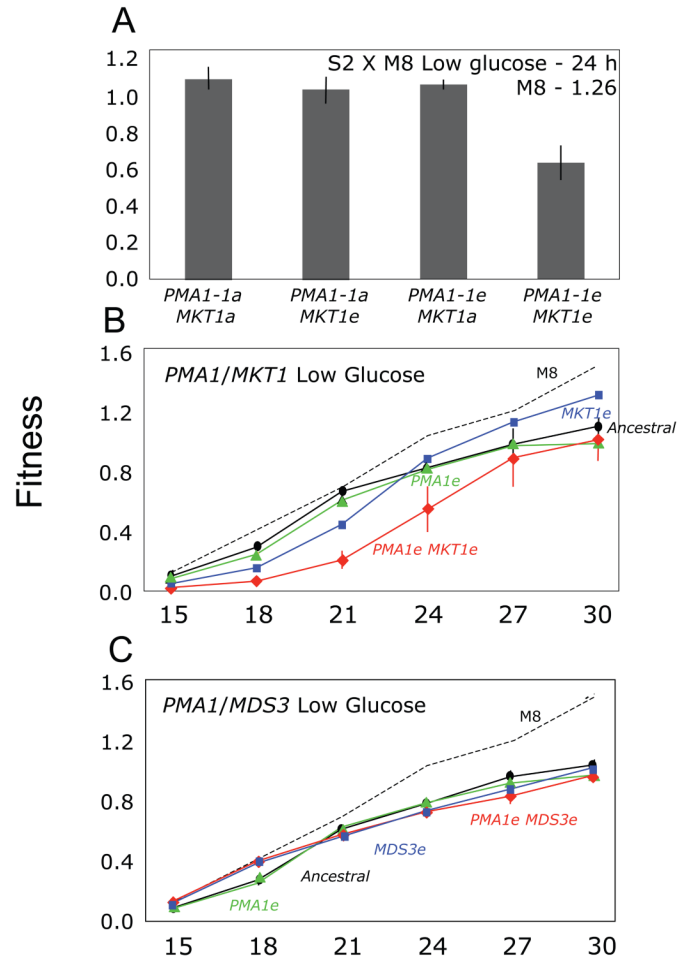 A
S2 X M8 Low glucose - 24 h
M8 - 1.26
1.2
1.0
0.8
0.6
0.4
0.2
0.0
PMA1-1a PMA1-1a PMA1-1e PMA1-1e
MKT1a MKT1e MKT1a MKT1e
Fitness
B
PMA1/MKT1 Low Glucose
1.6
1.2
0.8
0.4
0.0
M8
MKT1e
Ancestral
PMA1e
PMA1e MKT1e
15 18 21 24 27 30
C
PMA1/MDS3 Low Glucose
1.6
1.2
0.8
0.4
0.0
M8
PMA1e MDS3e
MDS3e
Ancestral
PMA1e
15 18 21 24 27 30